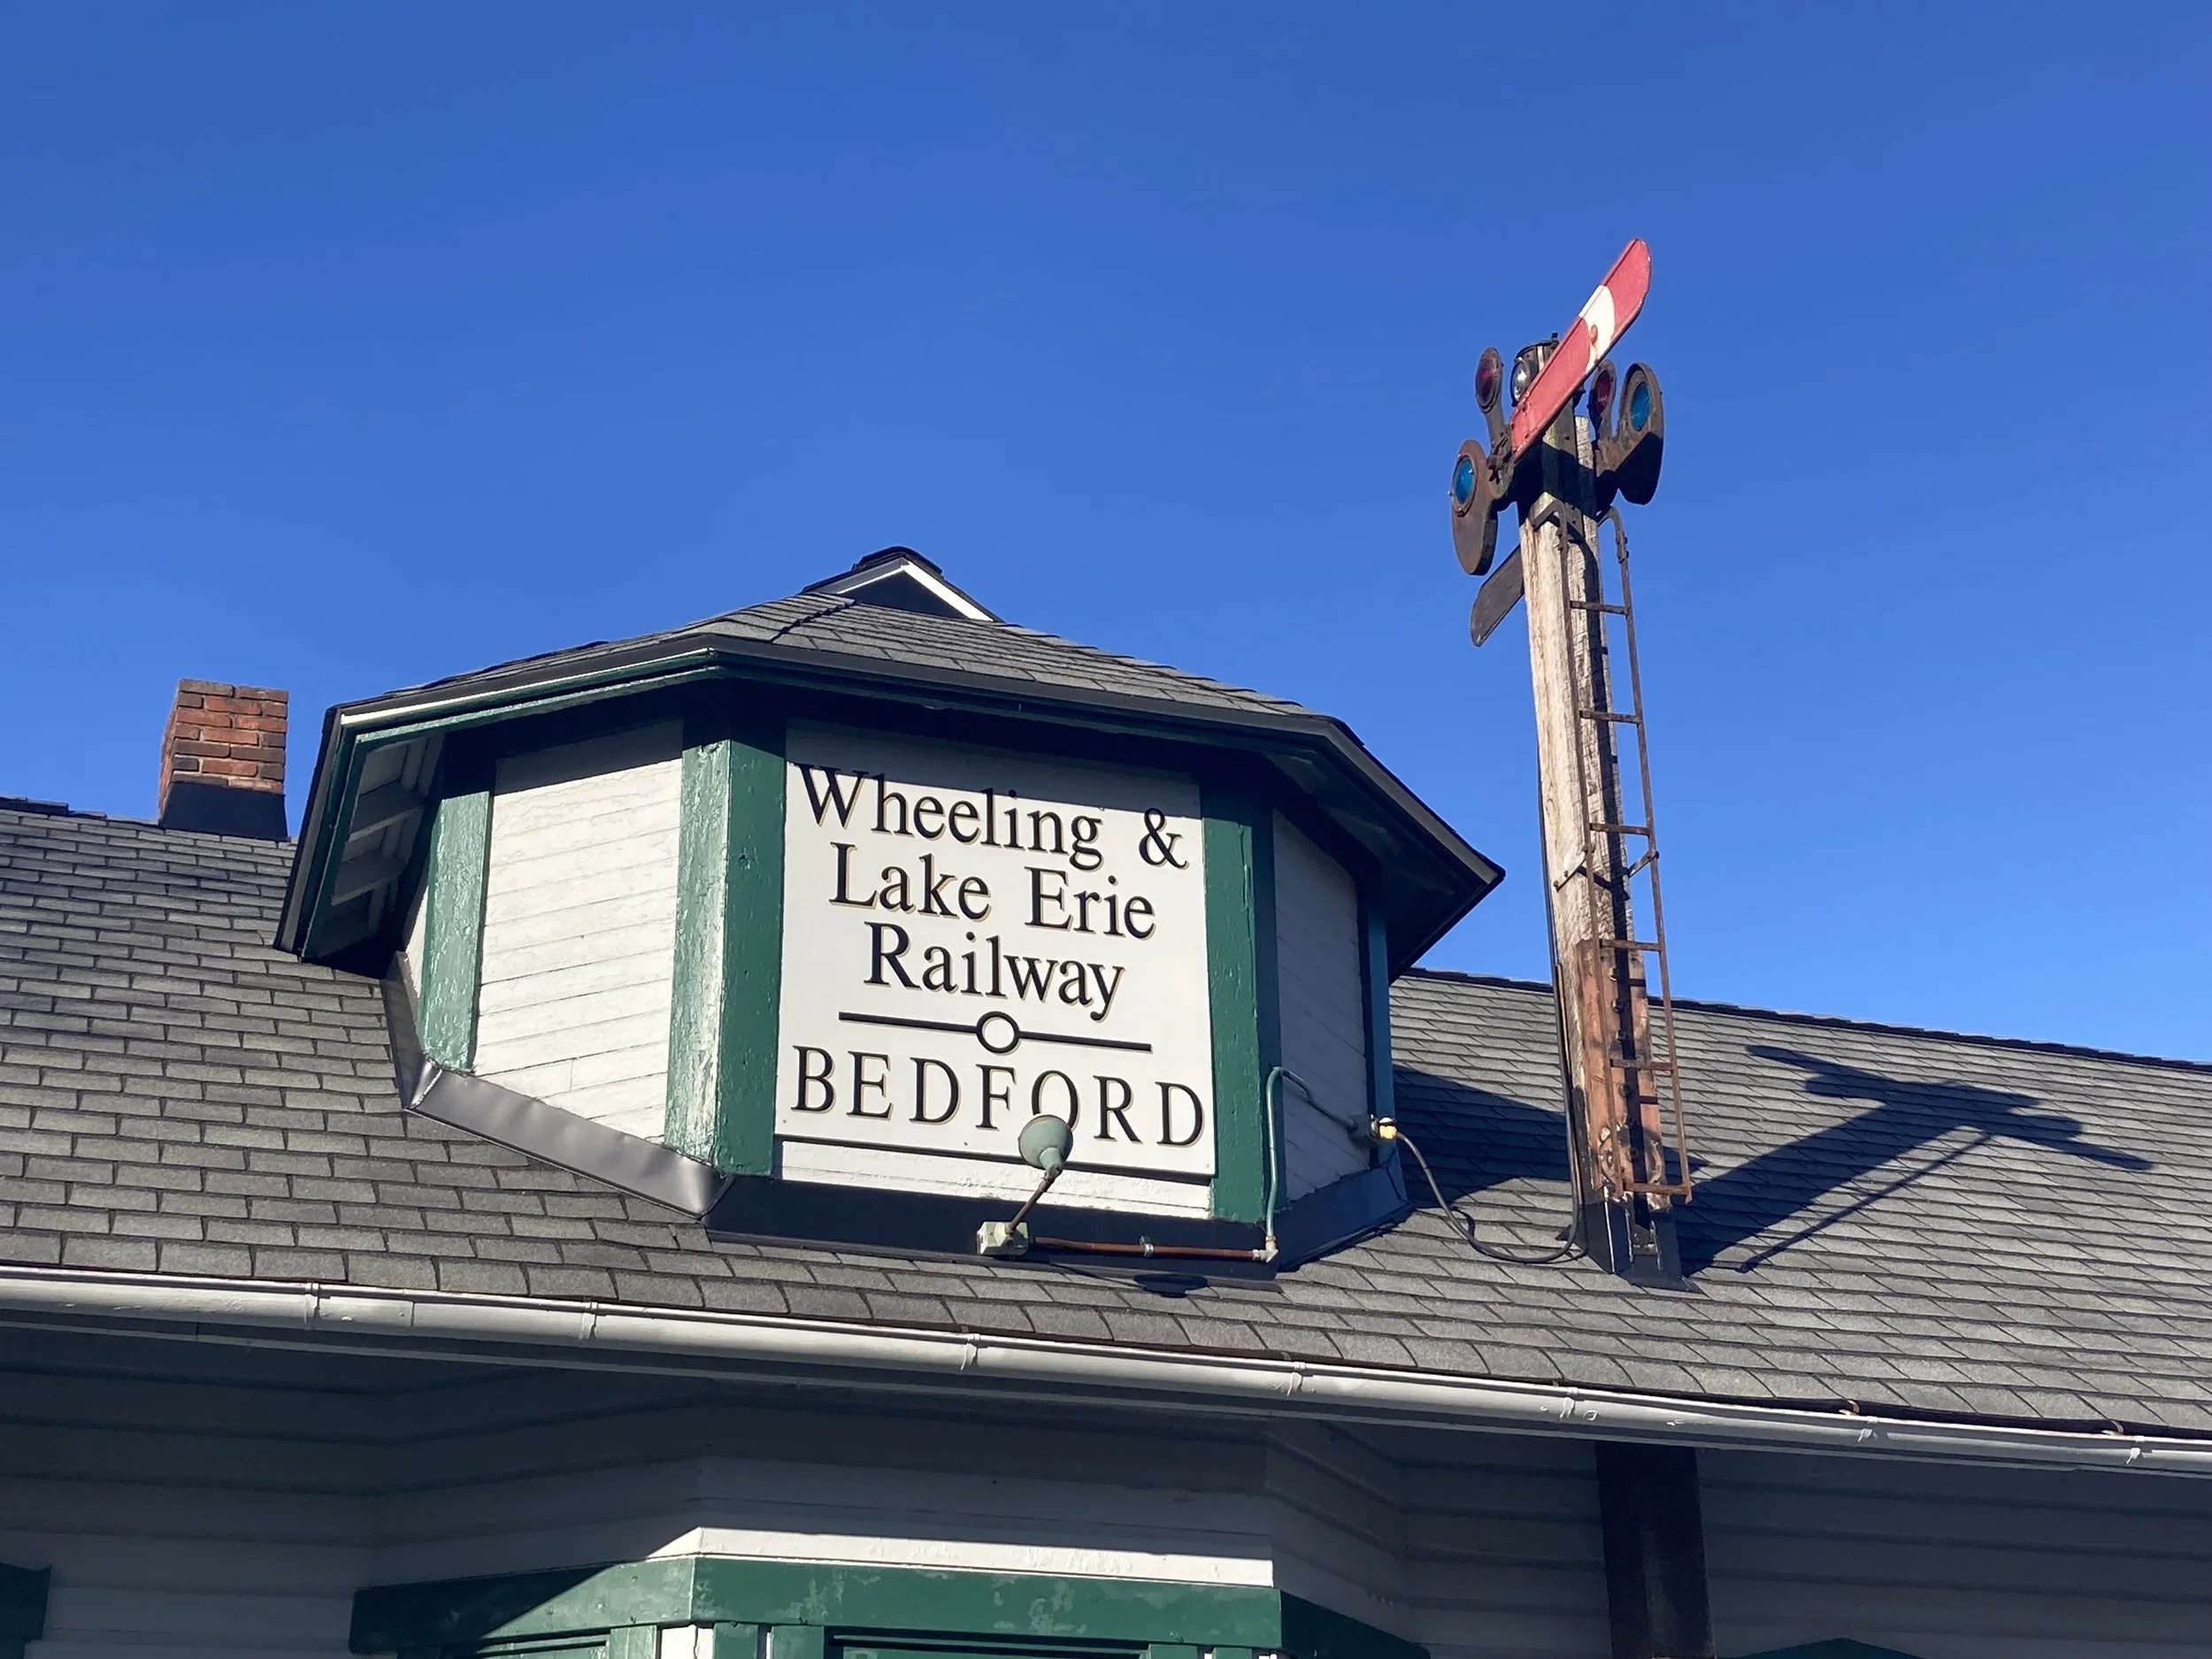 Wheeling &
Lake Erie
Railway
BEDFORD